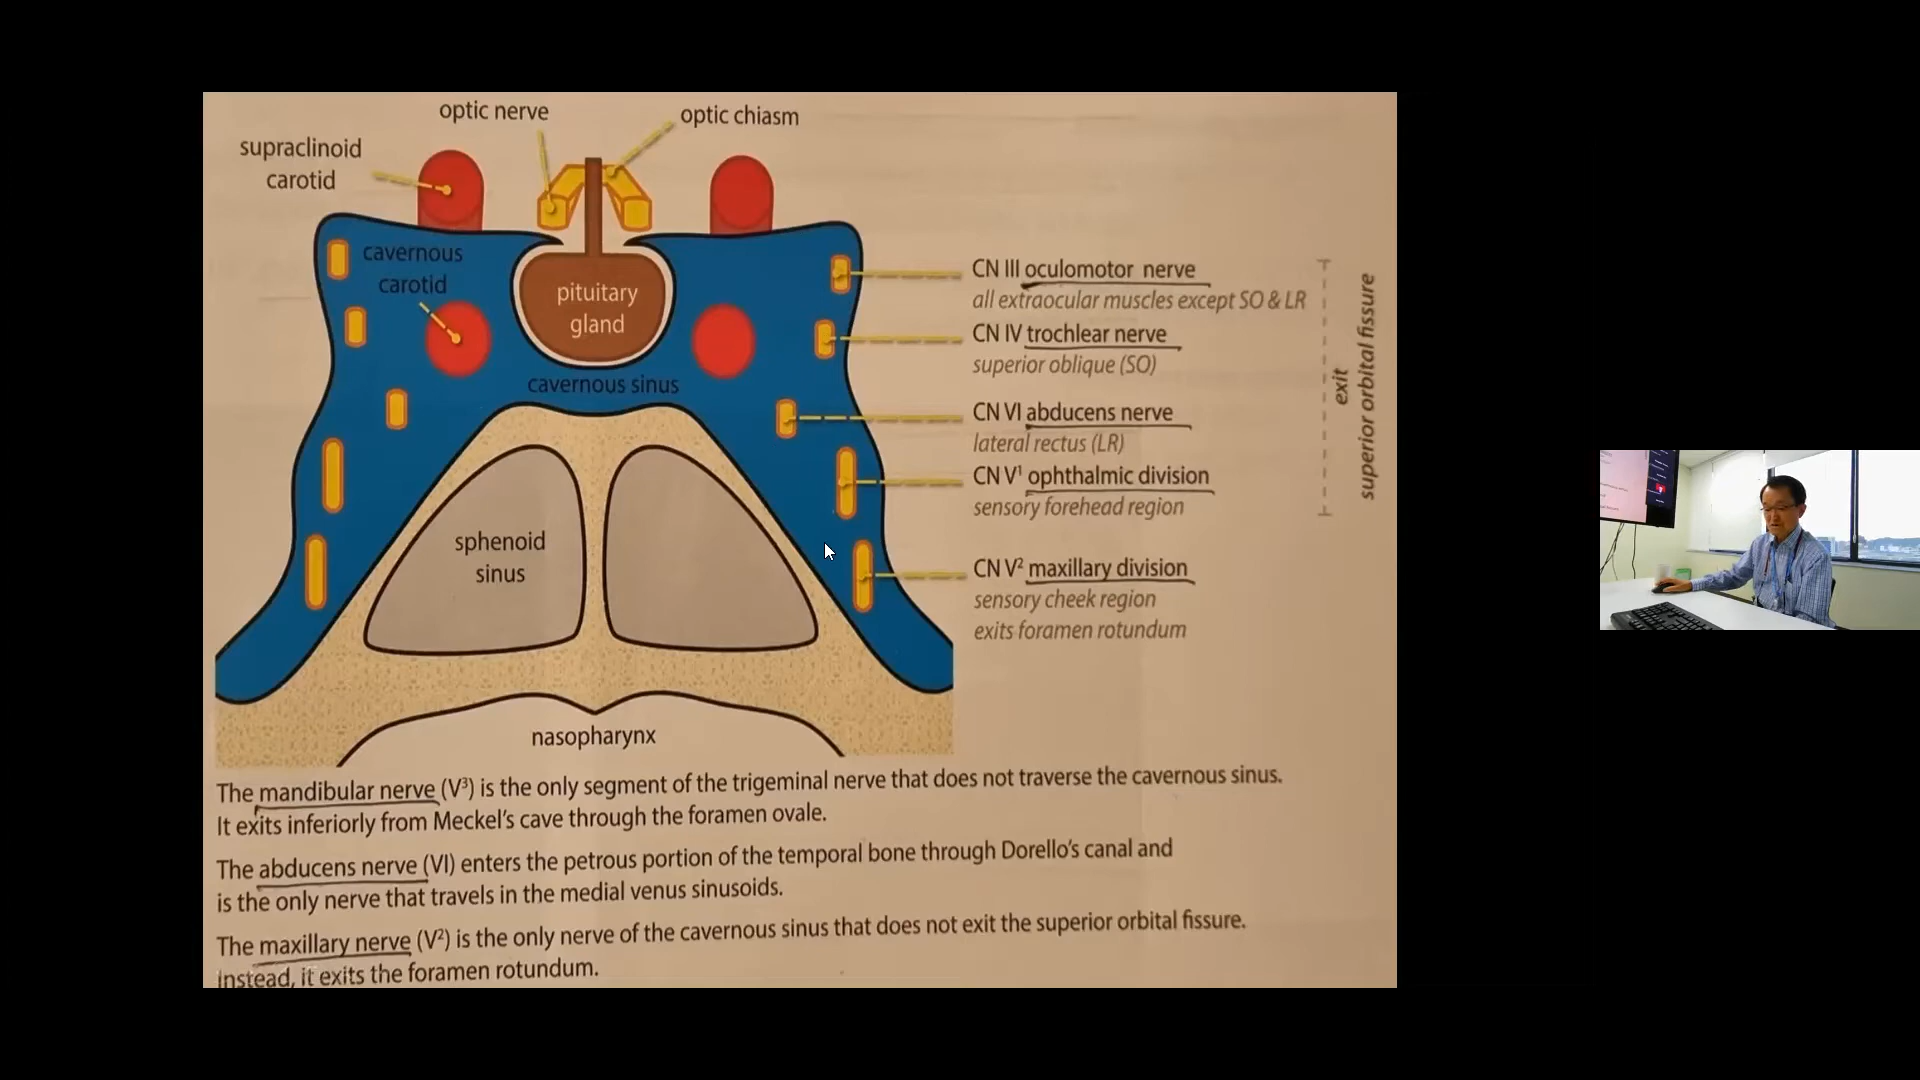 optic nerve
optic chiasm
supraclinoid
carotid
cavernous
carotid
pituitary
gland
cavernous sinus
sphenoid
sinus
nasopharynx
CN III oculomotor nerve
all extraocular muscles except SO & LR
CN IV trochlear nerve
superior oblique (SO)
CN VI abducens nerve
lateral rectus (LR)
CN V¹ ophthalmic division
sensory forehead region
CN V² maxillary division
sensory cheek region
exits foramen rotundum
exit
superior orbital fissure
The mandibular nerve (V³) is the only segment of the trigeminal nerve that does not traverse the cavernous sinus.
It exits inferiorly from Meckel's cave through the foramen ovale.
The abducens nerve (VI) enters the petrous portion of the temporal bone through Dorello's canal and
is the only nerve that travels in the medial venus sinusoids.
The maxillary nerve (V²) is the only nerve of the cavernous sinus that does not exit the superior orbital fissure.
Instead, it exits the foramen rotundum.